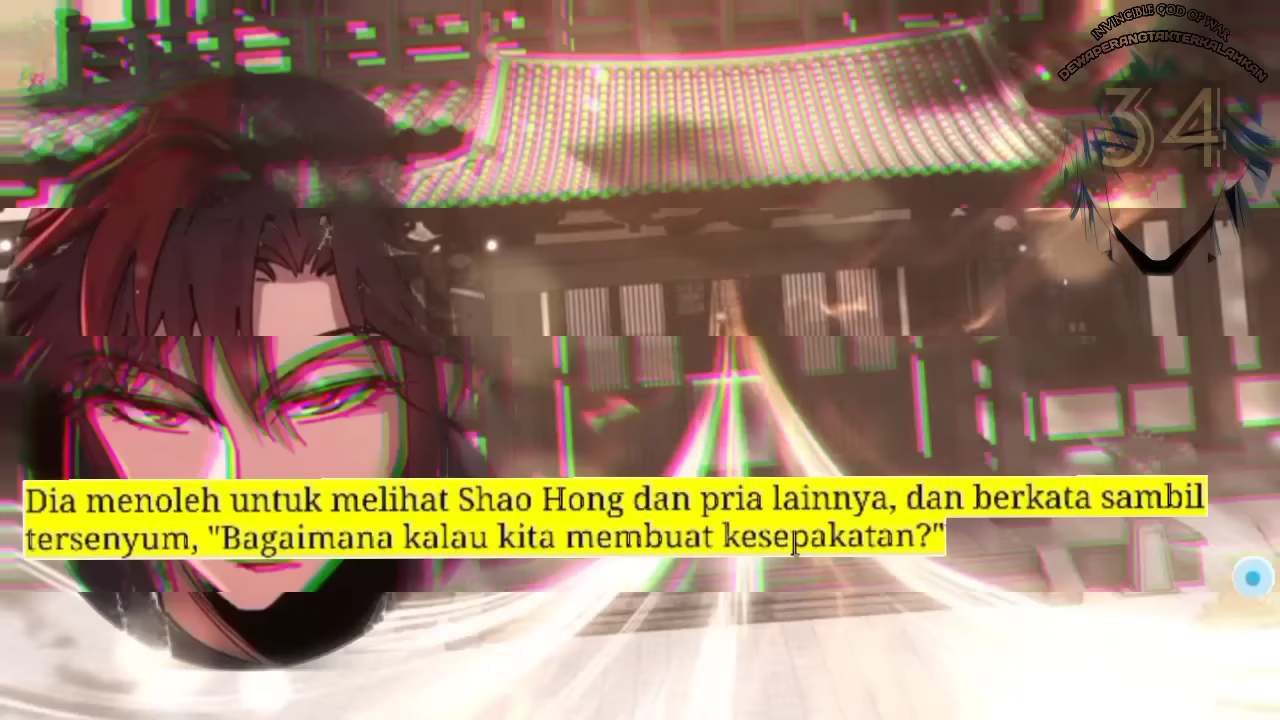 INVINCIBLE GOD OF WAR
DEWAPERANGTAKTERKALAHKAN
34
Dia menoleh untuk melihat Shao Hong dan pria lainnya, dan berkata sambil
tersenyum, "Bagaimana kalau kita membuat kesepakatan?"